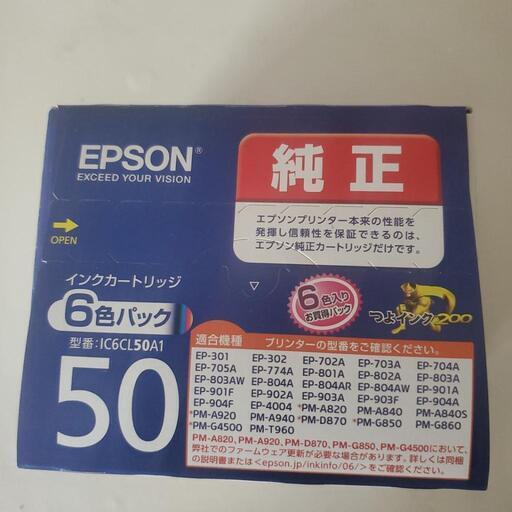 EPSON®
EXCEED YOUR VISION
純正
エプソンプリンター本来の性能を
発揮し信頼性を保証できるのは、
エプソン純正カートリッジだけです。
OPEN
インクカートリッジ
6色パック
型番:IC6CL50A1
50
6色入り
お買得パック
つよインク200
適合機種 プリンターの型番をご確認ください。
EP-301 EP-302 EP-702A EP-703A EP-704A
EP-705A EP-774A EP-801A EP-802A EP-803A
EP-803AW EP-804A EP-804AR EP-804AW EP-901A
EP-901F EP-902A EP-903A EP-903F EP-904A
EP-904F EP-4004 *PM-A820 PM-A840 PM-A840S
*PM-A920 PM-A940 *PM-D870 *PM-G850 PM-G860
*PM-G4500 PM-T960
PM-A820, PM-A920, PM-D870, PM-G850, PM-G4500において、
弊社でのファームウェア更新が必要な場合があります。詳しくは同梱
の説明書または<epson.jp/inkinfo/06/>をご確認ください。